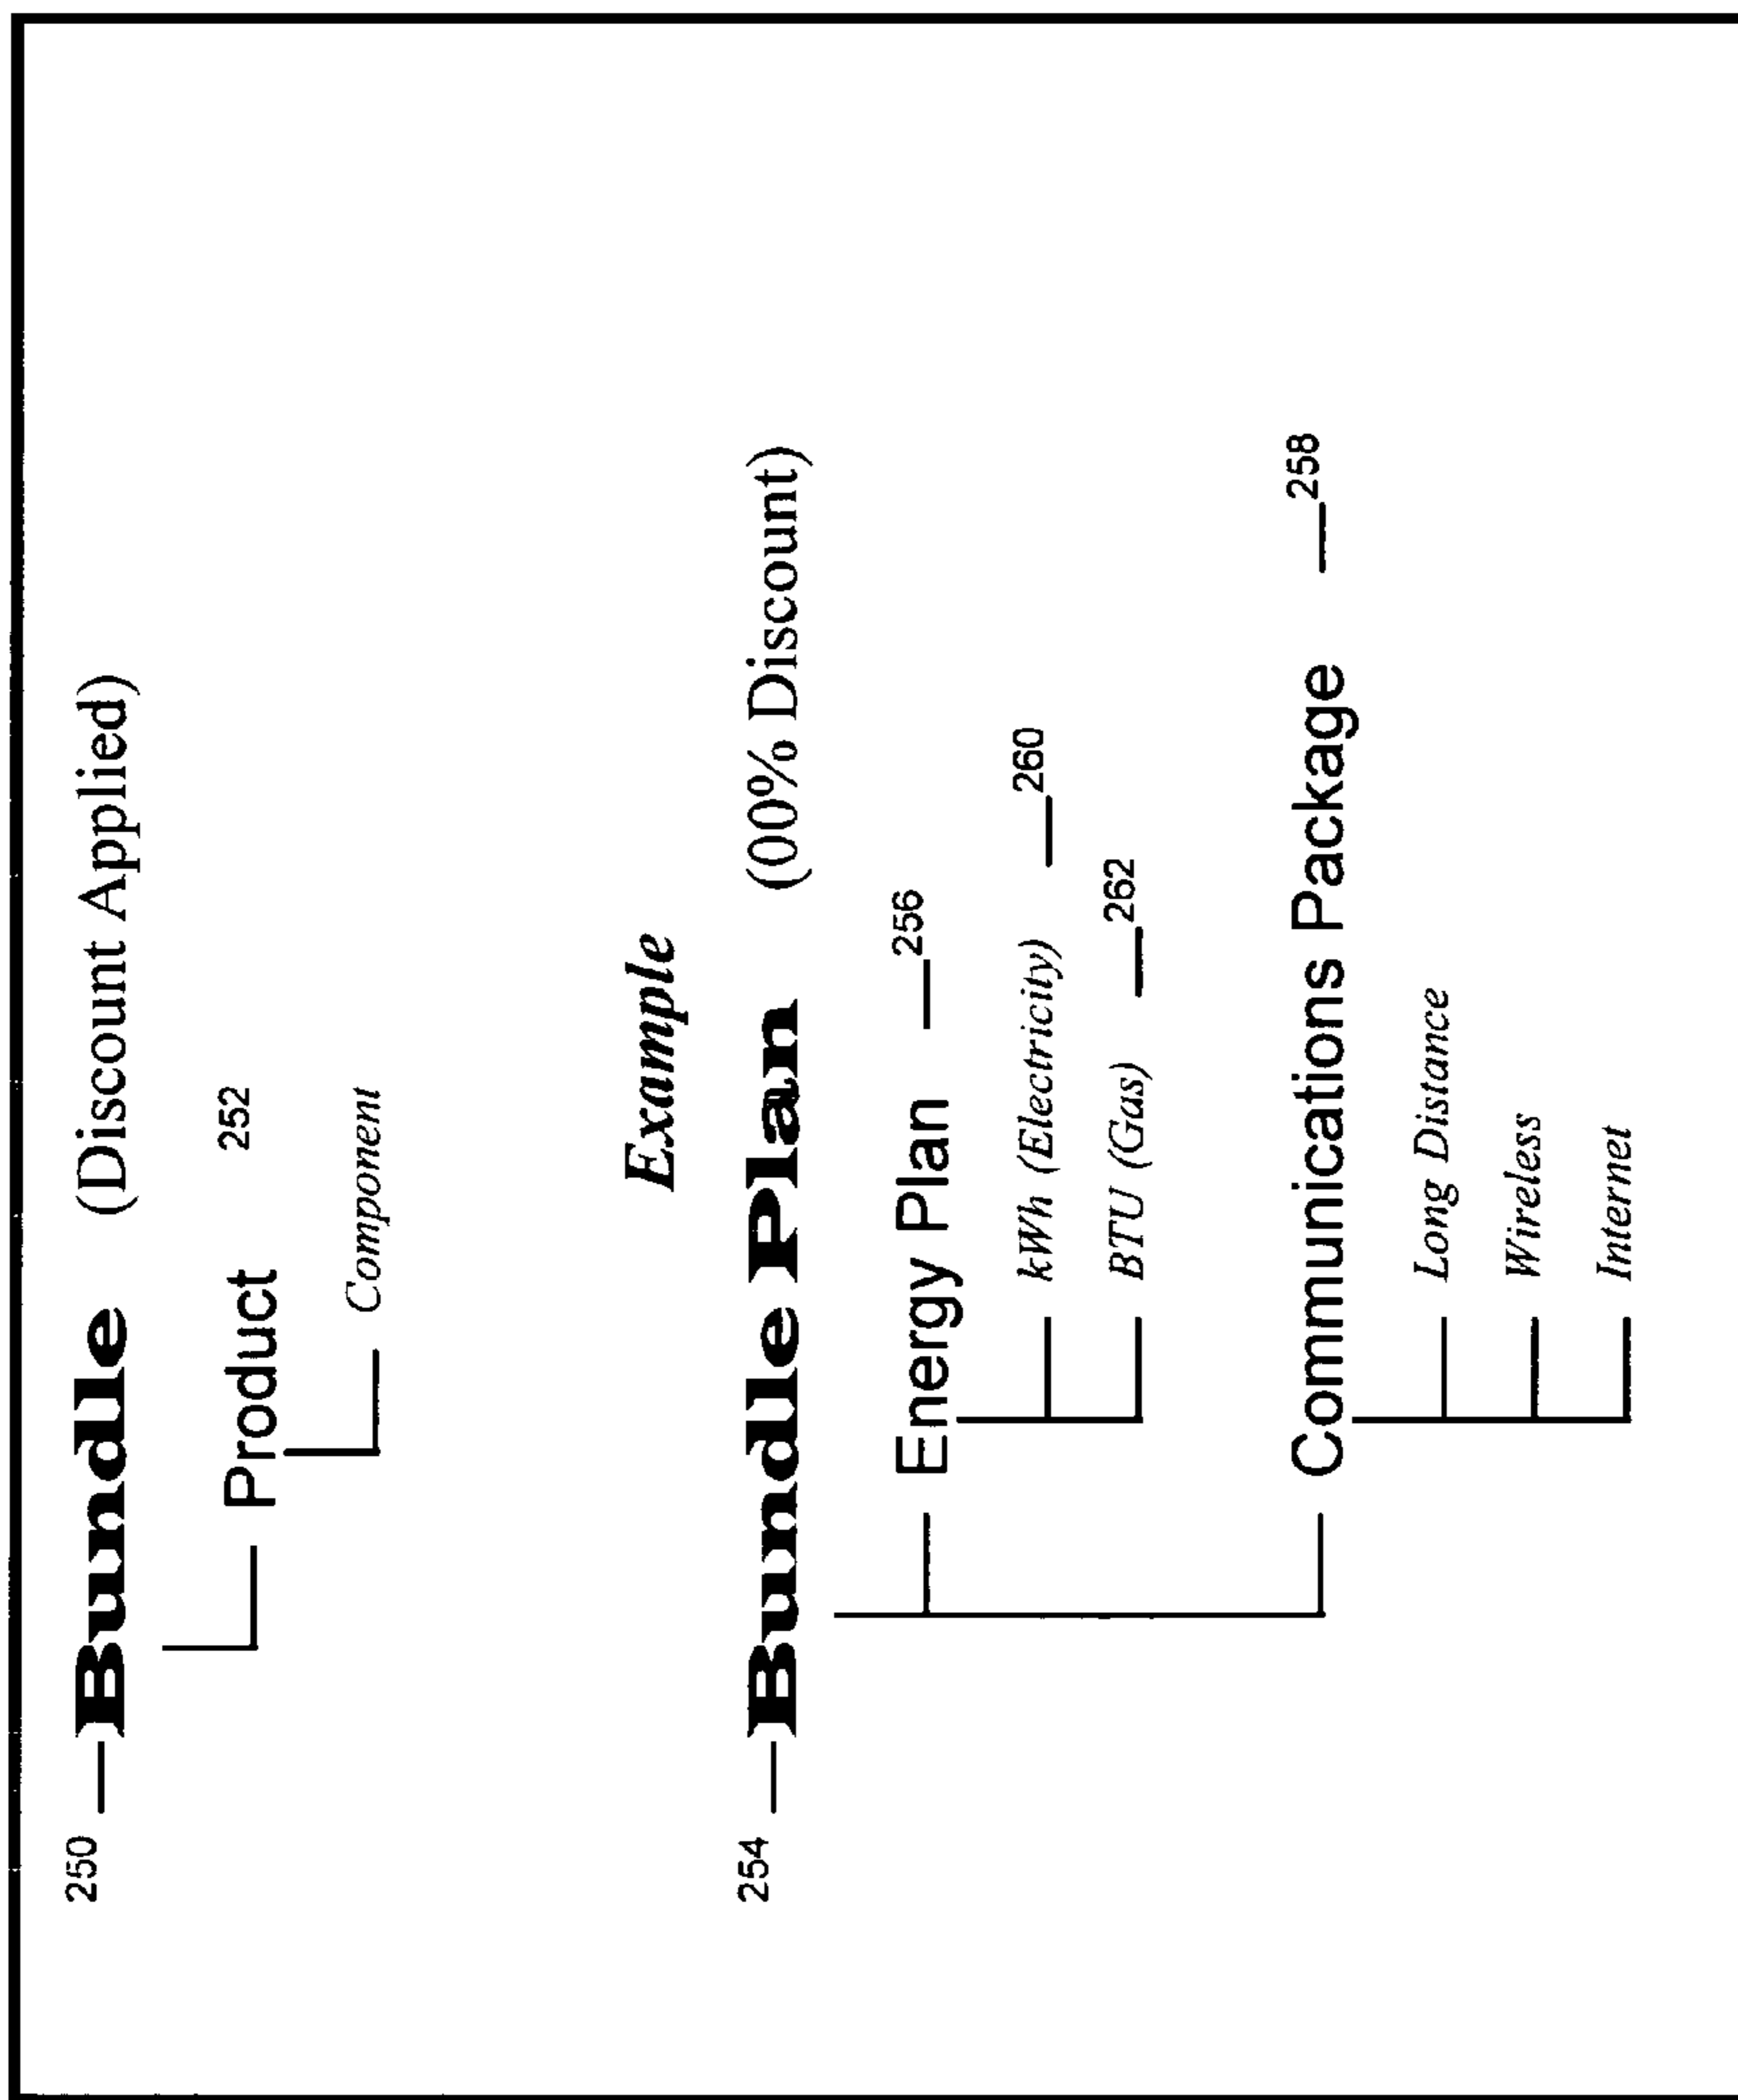 250 Bundle (Discount Applied)
Product 252
Component
Example
254 Bundle Plan (00% Discount)
Energy Plan 256
kWh (Electricity) 260
BTU (Gas) 262
Communications Package 258
Long Distance
Wireless
Internet